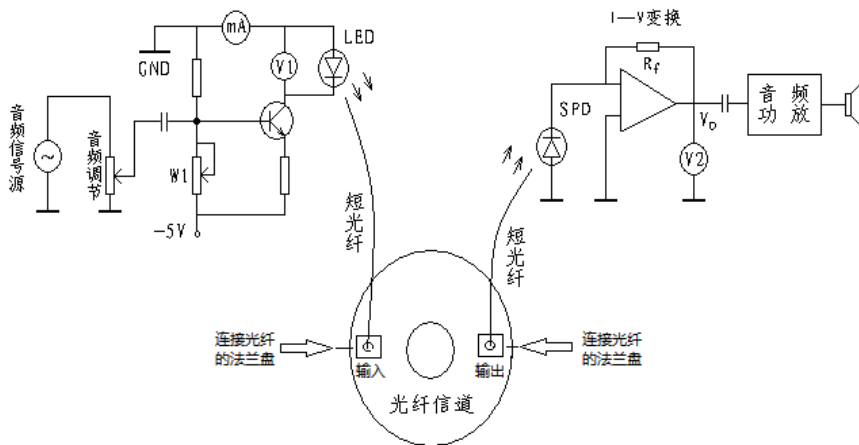 I—V变换
mA
LED
GND
V1
Rf
音频信号源
音频调节
SPD
音 频
功 放
Vo
V2
W1
-5V
短光纤
短光纤
连接光纤
的法兰盘
输入
输出
连接光纤
的法兰盘
光纤信道